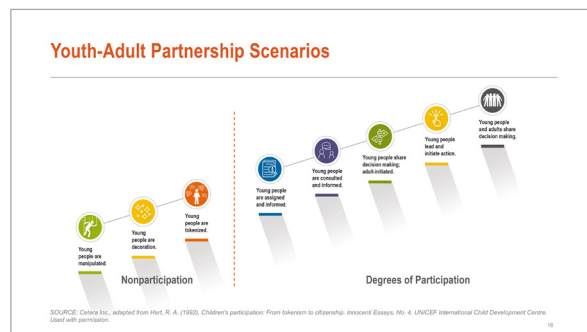 Youth-Adult Partnership Scenarios
Young
people are
manipulated.
Young
people are
decoration.
Young
people are
tokenized.
Nonparticipation
Young people
are assigned
and informed.
Young people
are consulted
and informed.
Young people share
decision making;
adult-initiated.
Young people
lead and
initiate action.
Young people
and adults share
decision making.
Degrees of Participation
SOURCE: Cetera Inc., adapted from Hart, R. A. (1992). Children's participation: From tokenism to citizenship. Innocenti Essays, No. 4. UNICEF International Child Development Centre.
Used with permission.
16